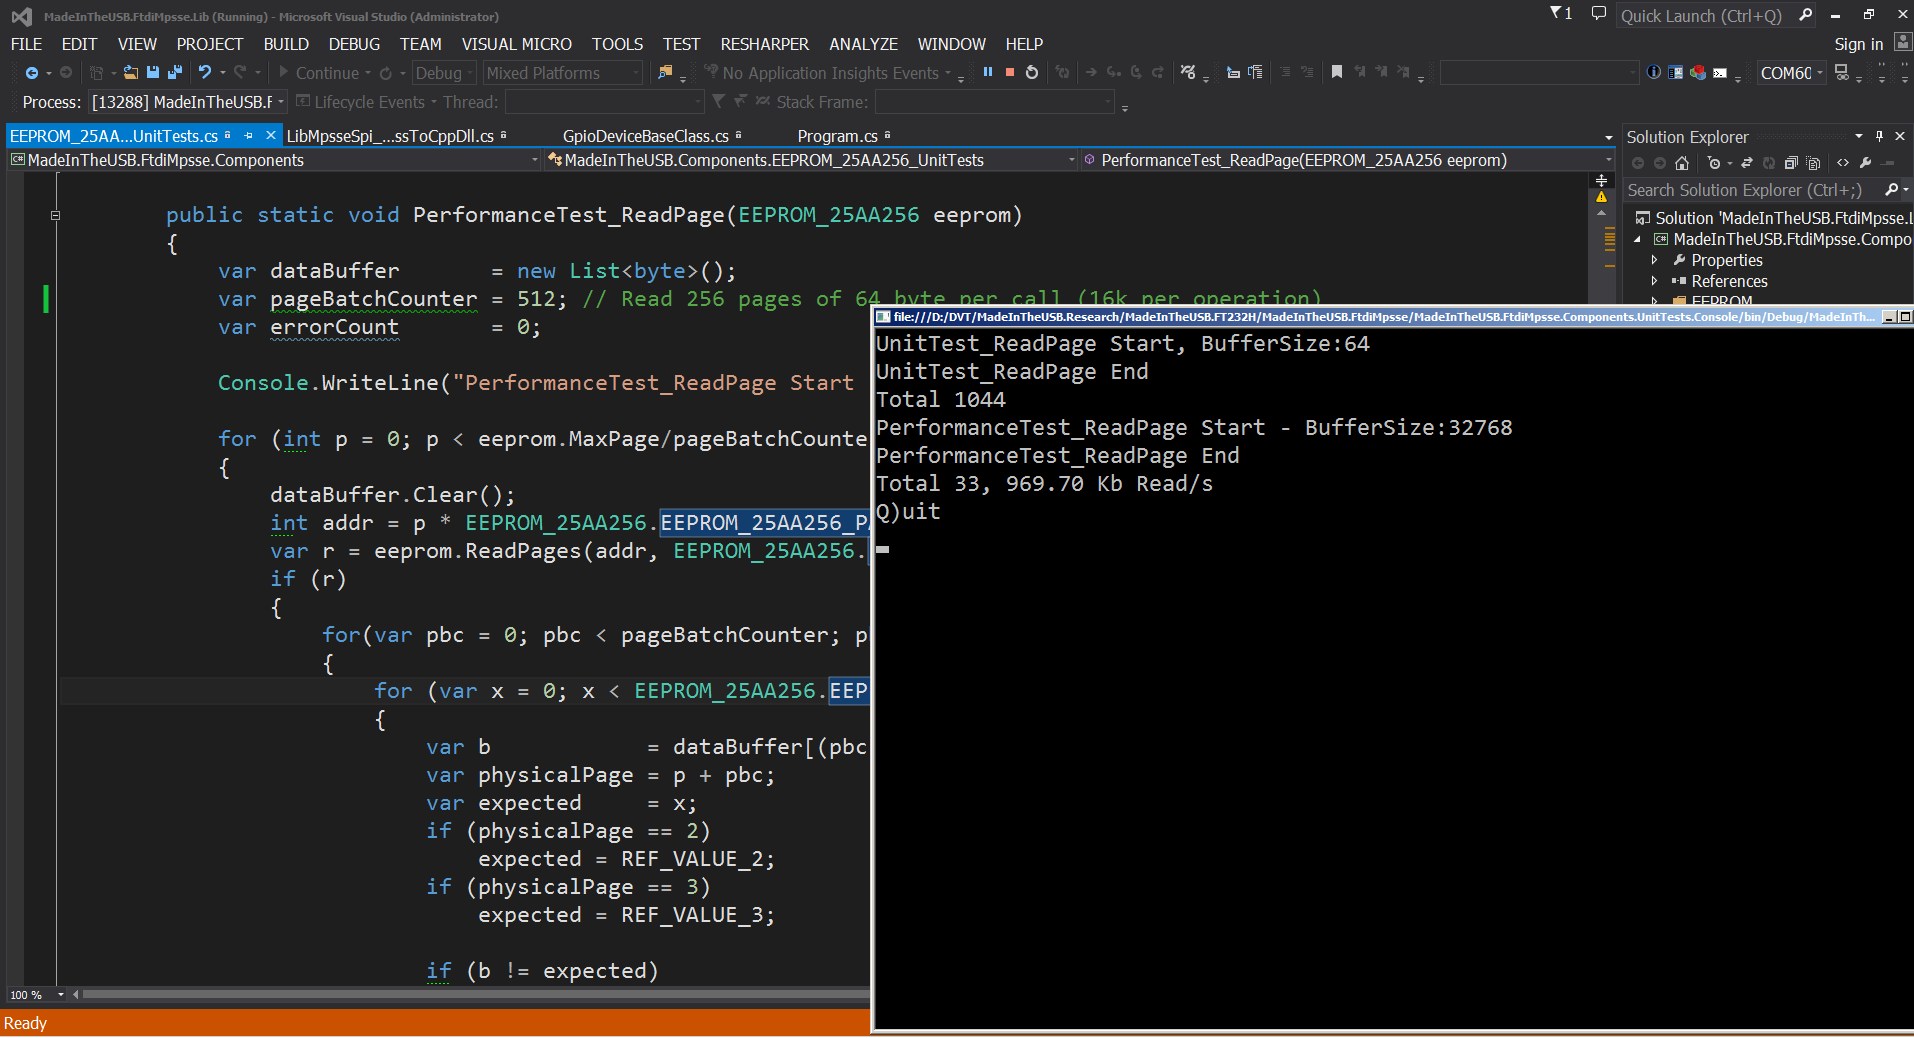 MadeInTheUSB.FtdiMpsse.Lib (Running) - Microsoft Visual Studio (Administrator)
1
Quick Launch (Ctrl+Q)
FILE EDIT VIEW PROJECT BUILD DEBUG TEAM VISUAL MICRO TOOLS TEST RESHARPER ANALYZE WINDOW HELP
Sign in
Continue
Debug
Mixed Platforms
No Application Insights Events
COM60
Process: [13288] MadeInTheUSB.F
Lifecycle Events
Thread:
Stack Frame:
EEPROM_25AA...UnitTests.cs
LibMpsseSpi_...ssToCppDll.cs
GpioDeviceBaseClass.cs
Program.cs
MadeInTheUSB.FtdiMpsse.Components
MadeInTheUSB.Components.EEPROM_25AA256_UnitTests
PerformanceTest_ReadPage(EEPROM_25AA256 eeprom)
public static void PerformanceTest_ReadPage(EEPROM_25AA256 eeprom)
{
var dataBuffer = new List<byte>();
var pageBatchCounter = 512; // Read 256 pages of 64 byte per call (16k per operation)
var errorCount = 0;
Console.WriteLine("PerformanceTest_ReadPage Start
for (int p = 0; p < eeprom.MaxPage/pageBatchCounte
{
dataBuffer.Clear();
int addr = p * EEPROM_25AA256.EEPROM_25AA256_PA
var r = eeprom.ReadPages(addr, EEPROM_25AA256.
if (r)
{
for(var pbc = 0; pbc < pageBatchCounter; pb
{
for (var x = 0; x < EEPROM_25AA256.EEP
{
var b = dataBuffer[(pbc
var physicalPage = p + pbc;
var expected = x;
if (physicalPage == 2)
expected = REF_VALUE_2;
if (physicalPage == 3)
expected = REF_VALUE_3;
if (b != expected)
100 %
Ready
Solution Explorer
Search Solution Explorer (Ctrl+;)
Solution 'MadeInTheUSB.FtdiMpsse.L
MadeInTheUSB.FtdiMpsse.Compo
Properties
References
EEPROM
file:///D:/DVT/MadeInTheUSB.Research/MadeInTheUSB.FT232H/MadeInTheUSB.FtdiMpsse/MadeInTheUSB.FtdiMpsse.Components.UnitTests.Console/bin/Debug/MadeInTh...
UnitTest_ReadPage Start, BufferSize:64
UnitTest_ReadPage End
Total 1044
PerformanceTest_ReadPage Start - BufferSize:32768
PerformanceTest_ReadPage End
Total 33, 969.70 Kb Read/s
Q)uit